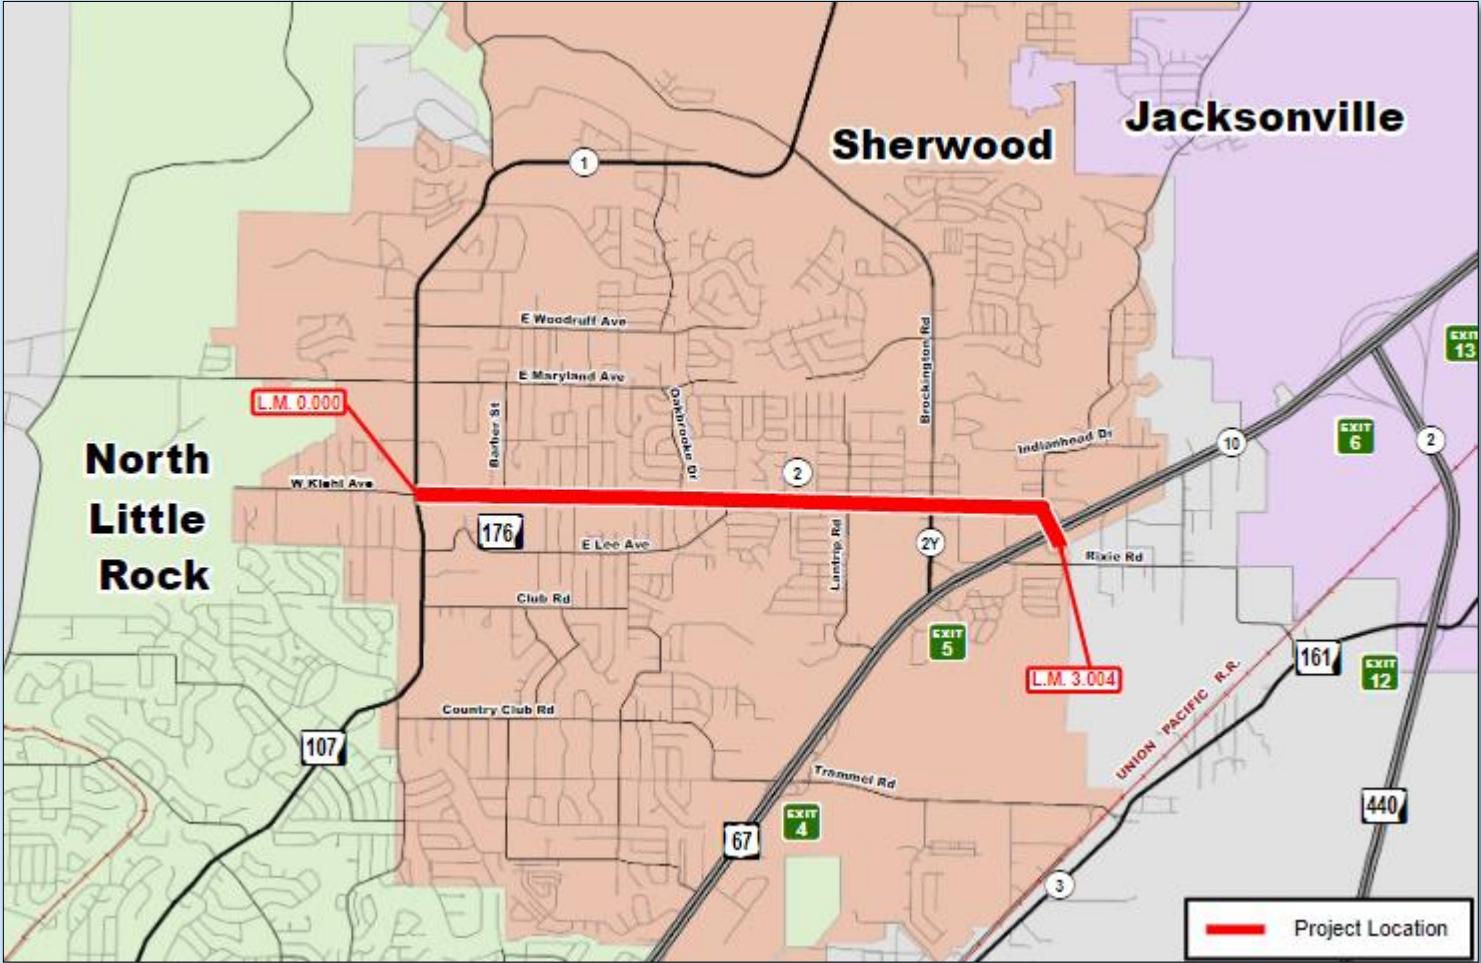 Jacksonville
Sherwood
1
E Woodruff Ave
Brockington Rd
EXIT
13
E Maryland Ave
L.M. 0.000
Barber St
Oakbrooke Dr
Indianhead Dr
10
EXIT
6
2
North
Little
Rock
W Kiehl Ave
2
176
E Lee Ave
Lantrip Rd
2Y
Rixie Rd
Club Rd
EXIT
5
L.M. 3.004
161
EXIT
12
UNION PACIFIC R.R.
Country Club Rd
107
Trammel Rd
EXIT
4
67
440
3
Project Location